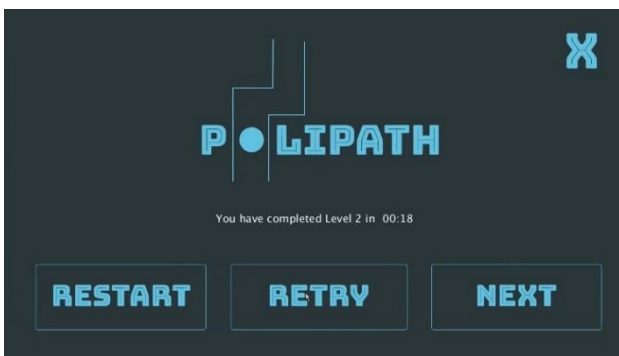 X
P●LIPATH
You have completed Level 2 in 00:18
RESTART
RETRY
NEXT